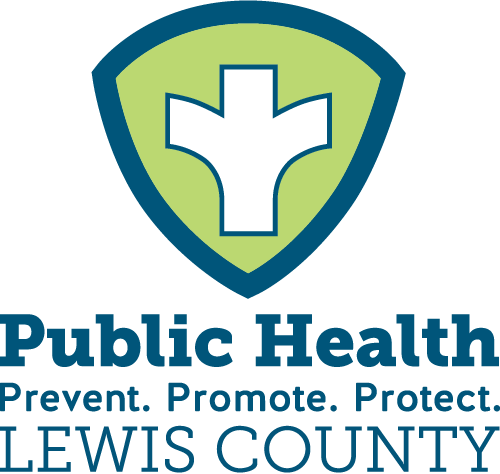 Public Health
Prevent. Promote. Protect.
LEWIS COUNTY